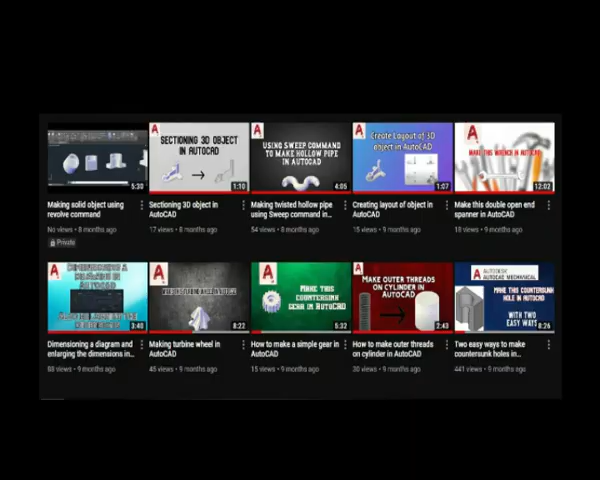 5:30
SECTIONING 3D OBJECT
IN AUTOCAD
1:10
USING SWEEP COMMAND
TO MAKE HOLLOW PIPE
IN AUTOCAD
4:05
Create Layout of 3D
object in AutoCAD
1:07
MAKE THIS WRENCH IN AUTOCAD
12:02
Making solid object using
revolve command
No views • 8 months ago
Private
Sectioning 3D object in
AutoCAD
17 views • 8 months ago
Making twisted hollow pipe
using Sweep command in...
54 views • 8 months ago
Creating layout of object in
AutoCAD
15 views • 9 months ago
Make this double open end
spanner in AutoCAD
18 views • 9 months ago
DIMENSIONING A
3:40
8:22
MAKE THIS
COUNTERSINK
GEAR IN AUTOCAD
5:32
MAKE OUTER THREADS
ON CYLINDER IN
AUTOCAD
2:43
AUTODESK
AUTOCAD MECHANICAL
MAKE THIS COUNTERSUNK
HOLE IN AUTOCAD
WITH TWO
EASY WAYS
8:26
Dimensioning a diagram and
enlarging the dimensions in...
views • 9 months ago
Making turbine wheel in
AutoCAD
45 views • 9 months ago
How to make a simple gear in
AutoCAD
15 views • 9 months ago
How to make outer threads
on cylinder in AutoCAD
30 views • 9 months ago
Two easy ways to make
countersunk holes in...
441 views • 9 months ago